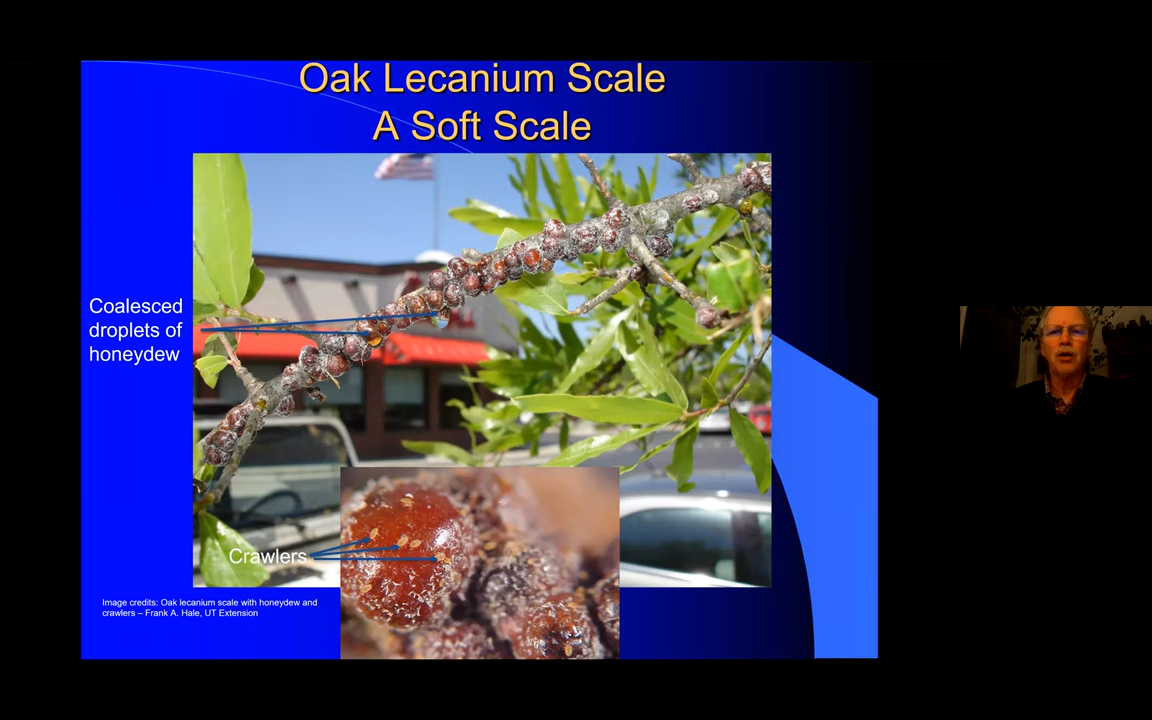 Oak Lecanium Scale
A Soft Scale
Coalesced
droplets of
honeydew
Crawlers
Image credits: Oak lecanium scale with honeydew and
crawlers – Frank A. Hale, UT Extension